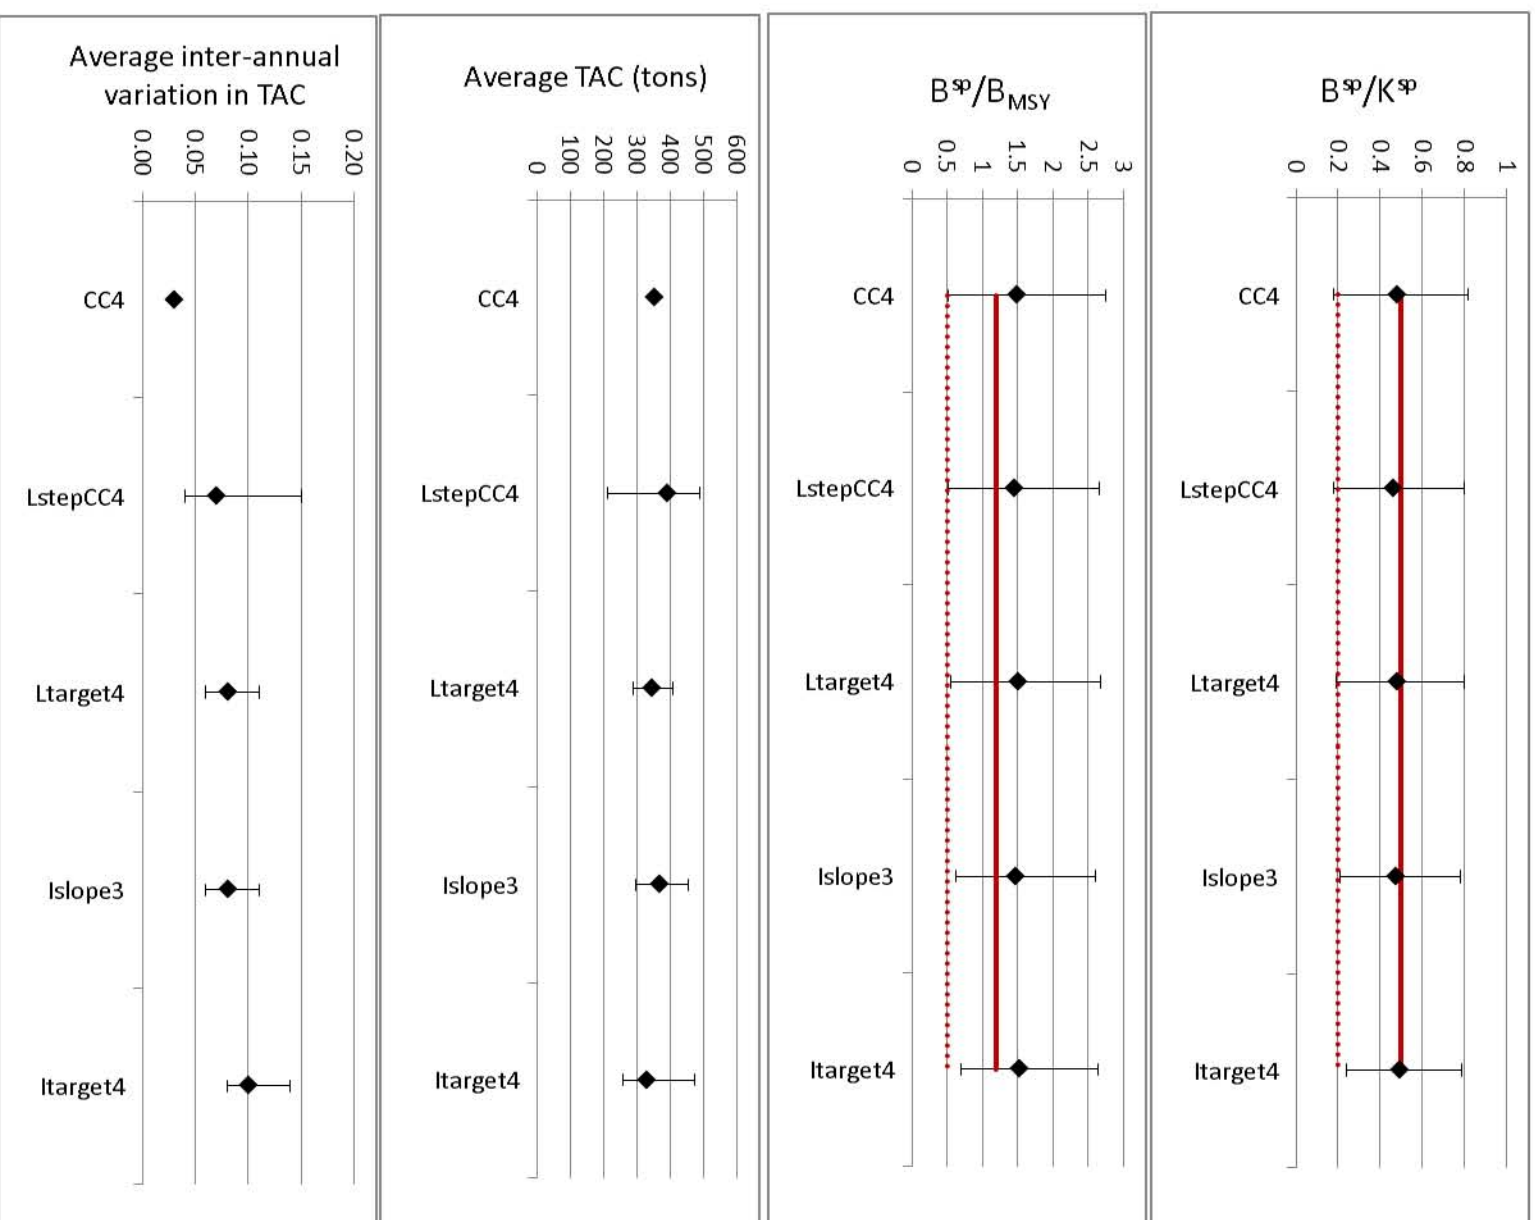 Average inter-annual
variation in TAC
0.00
0.05
0.10
0.15
0.20
CC4
LstepCC4
Ltarget4
Islope3
Itarget4
Average TAC (tons)
0
100
200
300
400
500
600
CC4
LstepCC4
Ltarget4
Islope3
Itarget4
Bsp/BMSY
0
0.5
1
1.5
2
2.5
3
CC4
LstepCC4
Ltarget4
Islope3
Itarget4
Bsp/Ksp
0
0.2
0.4
0.6
0.8
1
CC4
LstepCC4
Ltarget4
Islope3
Itarget4